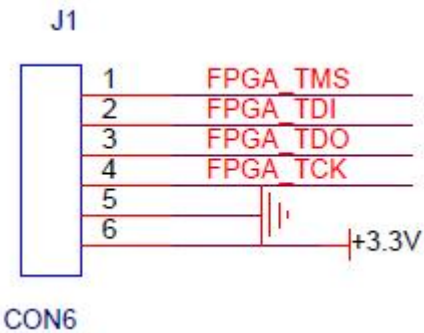 J1
1 FPGA_TMS
2 FPGA_TDI
3 FPGA_TDO
4 FPGA_TCK
5
6 +3.3V
CON6